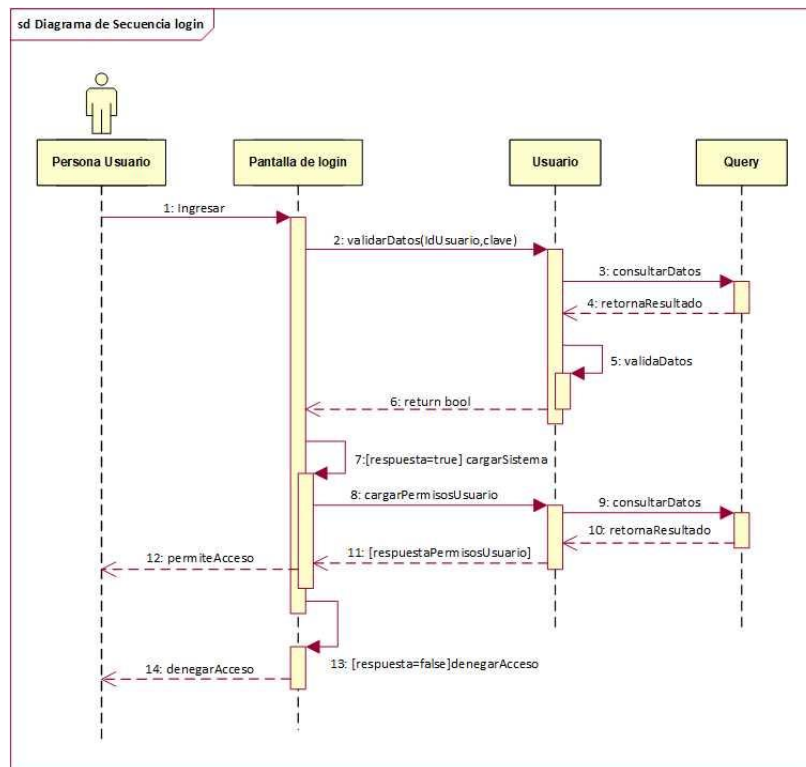 sd Diagrama de Secuencia login
Persona Usuario
Pantalla de login
Usuario
Query
1: Ingresar
2: validarDatos(IdUsuario,clave)
3: consultarDatos
4: retornaResultado
5: validaDatos
6: return bool
7:[respuesta=true] cargarSistema
8: cargarPermisosUsuario
9: consultarDatos
10: retornaResultado
11: [respuestaPermisosUsuario]
12: permiteAcceso
13: [respuesta=false]denegarAcceso
14: denegarAcceso